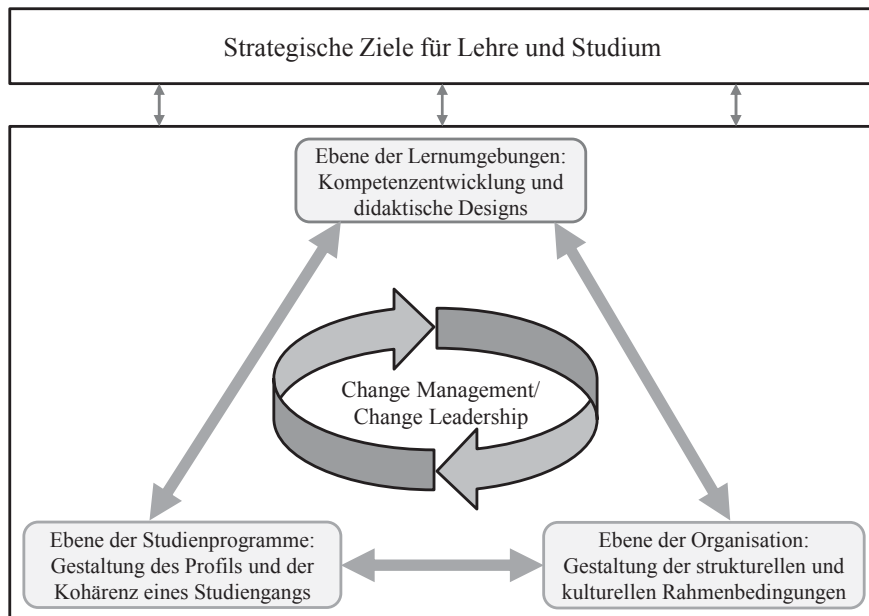 Strategische Ziele für Lehre und Studium
Ebene der Lernumgebungen:
Kompetenzentwicklung und
didaktische Designs
Change Management/
Change Leadership
Ebene der Studienprogramme:
Gestaltung des Profils und der
Kohärenz eines Studiengangs
Ebene der Organisation:
Gestaltung der strukturellen und
kulturellen Rahmenbedingungen